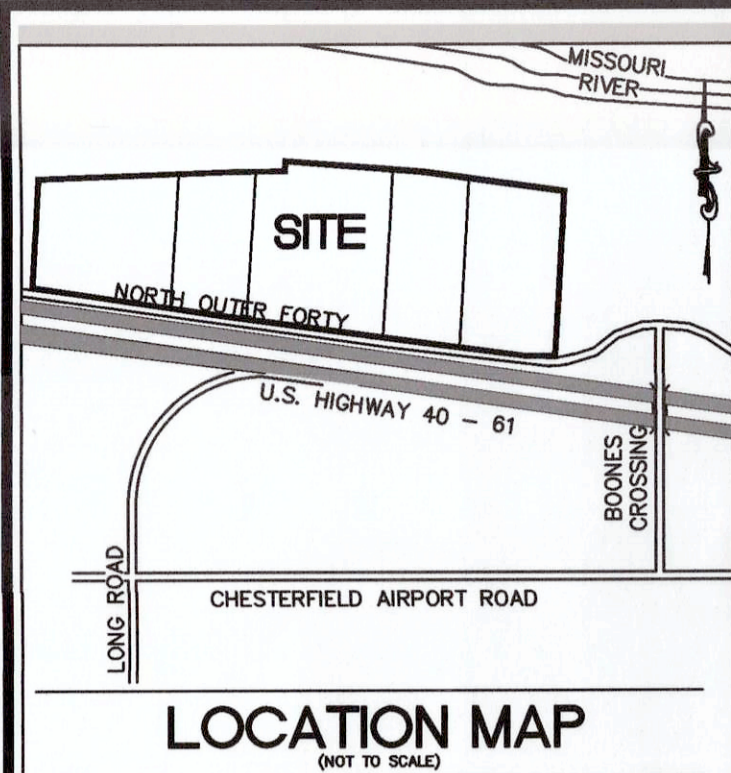 MISSOURI
RIVER
SITE
NORTH OUTER FORTY
U.S. HIGHWAY 40 - 61
BOONES
CROSSING
LONG ROAD
CHESTERFIELD AIRPORT ROAD
LOCATION MAP
(NOT TO SCALE)